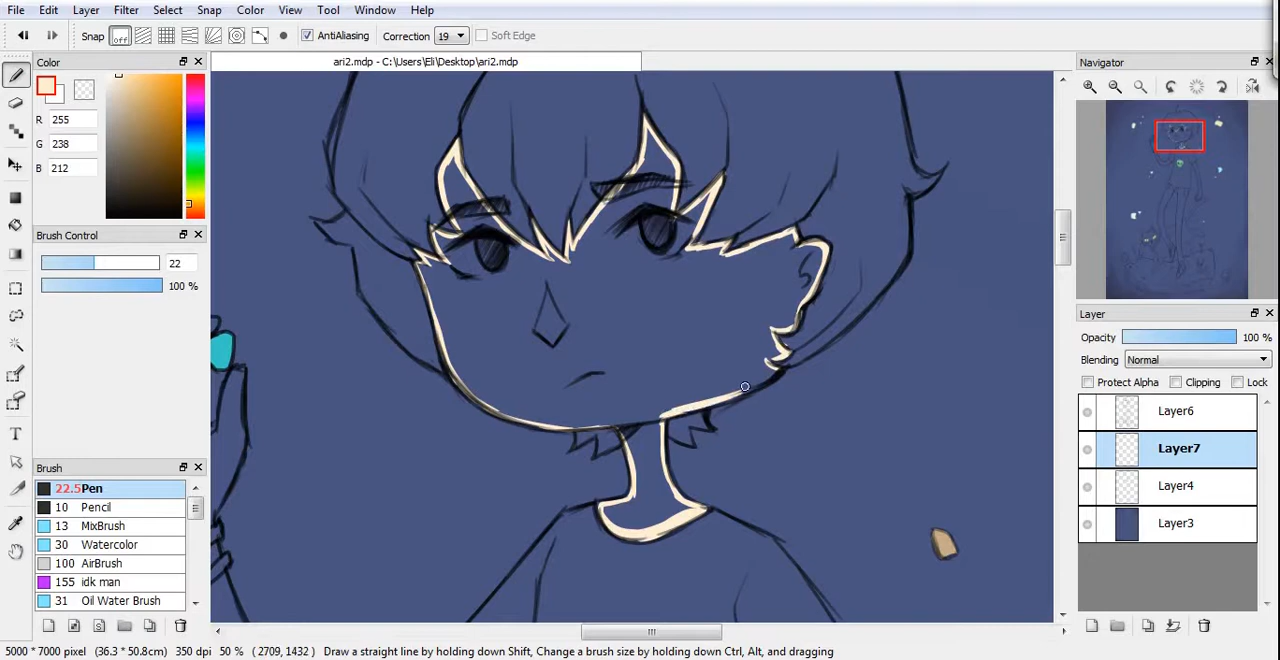 File Edit Layer Filter Select Snap Color View Tool Window Help
Snap off AntiAliasing Correction 19 Soft Edge
Color
ari2.mdp - C:\Users\Eli\Desktop\ari2.mdp
Navigator
R 255
G 238
B 212
Brush Control
22
100 %
Layer
Opacity 100 %
Blending Normal
Protect Alpha Clipping Lock
Layer6
Layer7
Layer4
Layer3
Brush
22.5 Pen
10 Pencil
13 MixBrush
30 Watercolor
100 AirBrush
155 idk man
31 Oil Water Brush
5000 * 7000 pixel (36.3 * 50.8cm) 350 dpi 50 % (2709, 1432) Draw a straight line by holding down Shift, Change a brush size by holding down Ctrl, Alt, and dragging